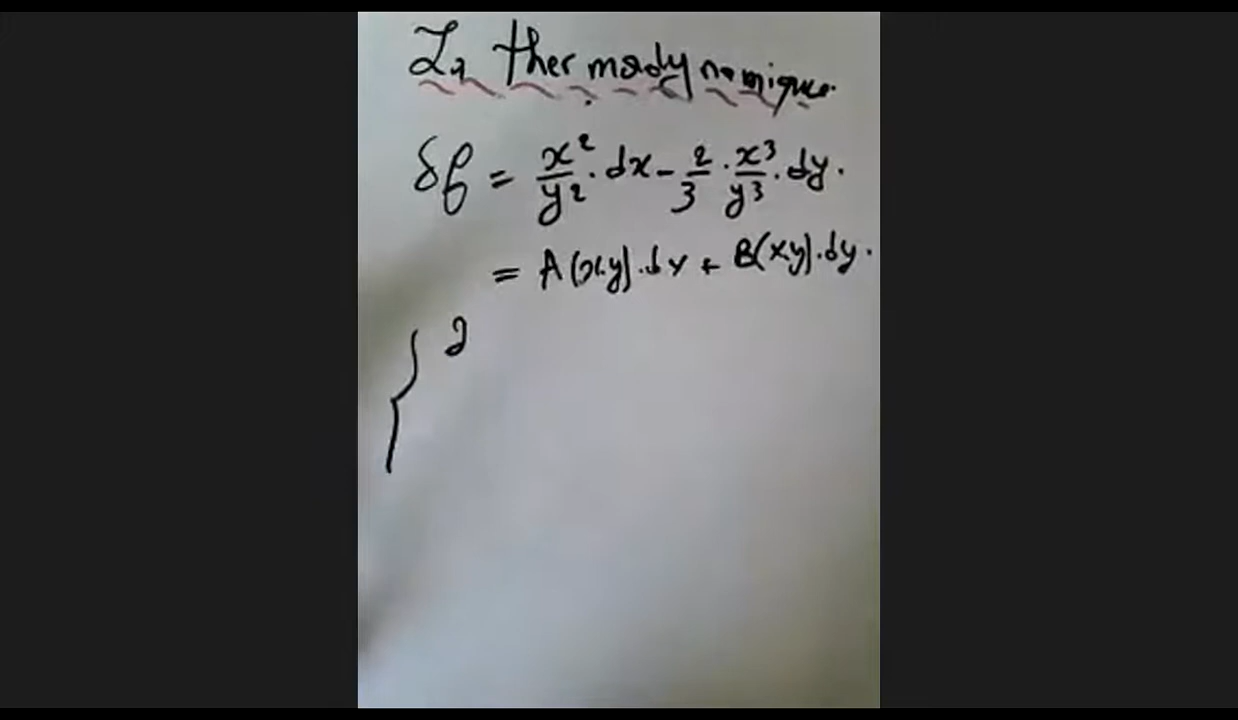 La thermodynamique.
δf = x²/y² . dx - 2/3 . x³/y³ . dy.
= A(x,y).dx + B(x,y).dy.
{ ∂